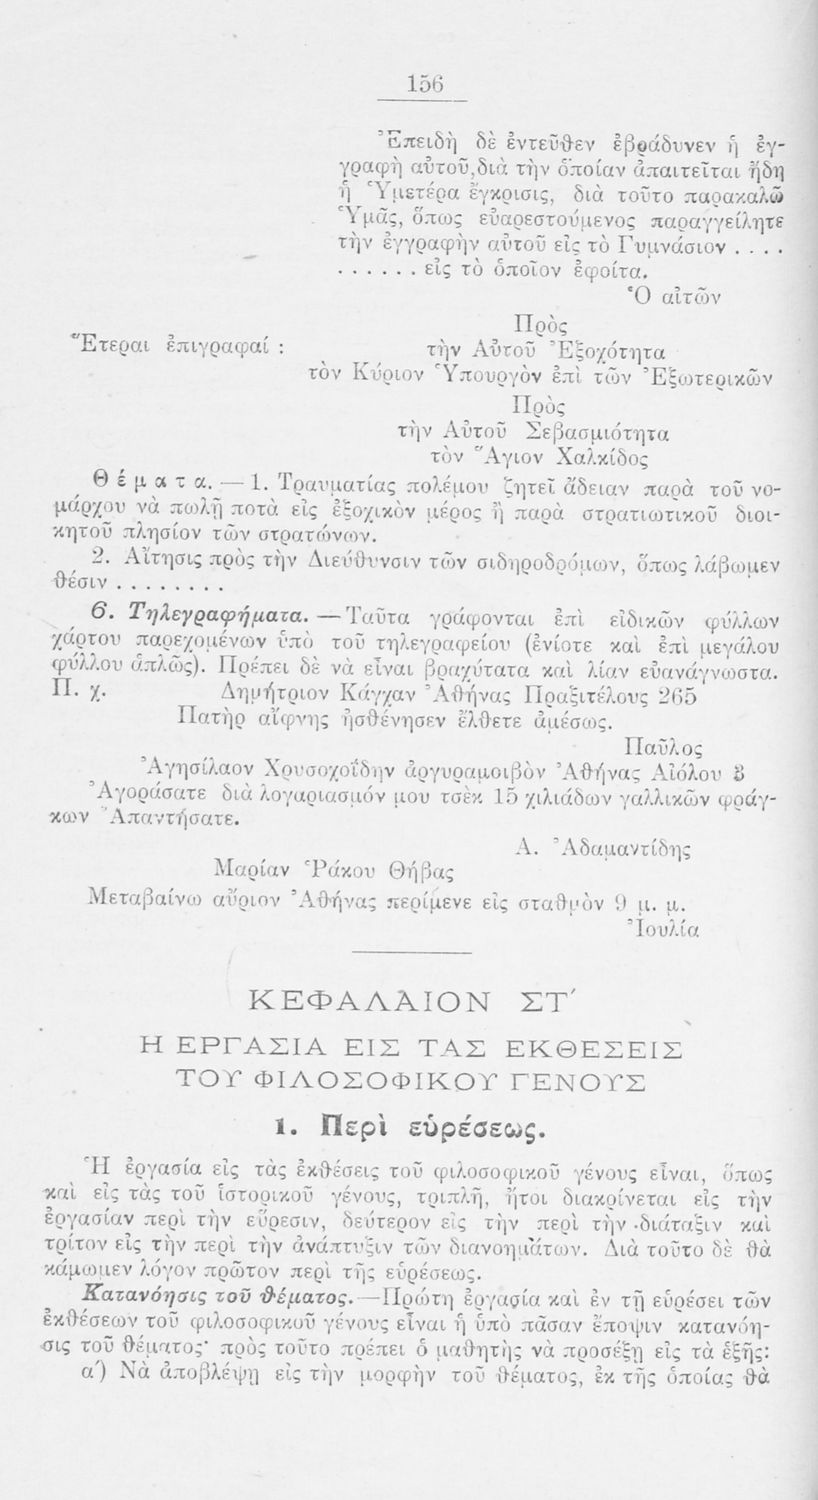 156
Ἐπειδὴ δὲ ἐντεῦθεν ἐβράδυνεν ἡ ἐγ-
γραφὴ αὐτοῦ, διὰ τὴν ὁποίαν ἀπαιτεῖται ἤδη
ἡ Ὑμετέρα ἔγκρισις, διὰ τοῦτο παρακαλῶ
Ὑμᾶς, ὅπως εὐαρεστούμενος παραγγείλητε
τὴν ἐγγραφὴν αὐτοῦ εἰς τὸ Γυμνάσιον . . . .
. . . . . . εἰς τὸ ὁποῖον ἐφοίτα.
Ὁ αἰτῶν
Πρὸς
Ἕτεραι ἐπιγραφαί : τὴν Αὐτοῦ Ἐξοχότητα
τὸν Κύριον Ὑπουργὸν ἐπὶ τῶν Ἐξωτερικῶν
Πρὸς
τὴν Αὐτοῦ Σεβασμιότητα
τὸν Ἅγιον Χαλκίδος
Θέματα. — 1. Τραυματίας πολέμου ζητεῖ ἄδειαν παρὰ τοῦ νο-
μάρχου νὰ πωλῇ ποτὰ εἰς ἐξοχικὸν μέρος ἢ παρὰ στρατιωτικοῦ διοι-
κητοῦ πλησίον τῶν στρατώνων.
2. Αἴτησις πρὸς τὴν Διεύθυνσιν τῶν σιδηροδρόμων, ὅπως λάβωμεν
θέσιν . . . . . . . .
6. Τηλεγραφήματα. — Ταῦτα γράφονται ἐπὶ εἰδικῶν φύλλων
χάρτου παρεχομένων ὑπὸ τοῦ τηλεγραφείου (ἐνίοτε καὶ ἐπὶ μεγάλου
φύλλου ἁπλῶς). Πρέπει δὲ νὰ εἶναι βραχύτατα καὶ λίαν εὐανάγνωστα.
Π. χ. Δημήτριον Κάγχαν Ἀθήνας Πραξιτέλους 265
Πατὴρ αἴφνης ἠσθένησεν ἔλθετε ἀμέσως.
Παῦλος
Ἀγησίλαον Χρυσοχοΐδην ἀργυραμοιβὸν Ἀθήνας Αἰόλου 3
Ἀγοράσατε διὰ λογαριασμόν μου τσὲκ 15 χιλιάδων γαλλικῶν φράγ-
κων Ἀπαντήσατε.
Α. Ἀδαμαντίδης
Μαρίαν Ῥάκου Θήβας
Μεταβαίνω αὔριον Ἀθήνας περίμενε εἰς σταθμὸν 9 μ. μ.
Ἰουλία
ΚΕΦΑΛΑΙΟΝ ΣΤ΄
Η ΕΡΓΑΣΙΑ ΕΙΣ ΤΑΣ ΕΚΘΕΣΕΙΣ
ΤΟΥ ΦΙΛΟΣΟΦΙΚΟΥ ΓΕΝΟΥΣ
1. Περὶ εὑρέσεως.
Ἡ ἐργασία εἰς τὰς ἐκθέσεις τοῦ φιλοσοφικοῦ γένους εἶναι, ὅπως
καὶ εἰς τὰς τοῦ ἱστορικοῦ γένους, τριπλῆ, ἤτοι διακρίνεται εἰς τὴν
ἐργασίαν περὶ τὴν εὕρεσιν, δεύτερον εἰς τὴν περὶ τὴν διάταξιν καὶ
τρίτον εἰς τὴν περὶ τὴν ἀνάπτυξιν τῶν διανοημάτων. Διὰ τοῦτο δὲ θὰ
κάμωμεν λόγον πρῶτον περὶ τῆς εὑρέσεως.
Κατανόησις τοῦ θέματος. — Πρώτη ἐργασία καὶ ἐν τῇ εὑρέσει τῶν
ἐκθέσεων τοῦ φιλοσοφικοῦ γένους εἶναι ἡ ὑπὸ πᾶσαν ἔποψιν κατανόη-
σις τοῦ θέματος· πρὸς τοῦτο πρέπει ὁ μαθητὴς νὰ προσέξῃ εἰς τὰ ἑξῆς:
α΄) Νὰ ἀποβλέψῃ εἰς τὴν μορφὴν τοῦ θέματος, ἐκ τῆς ὁποίας θὰ